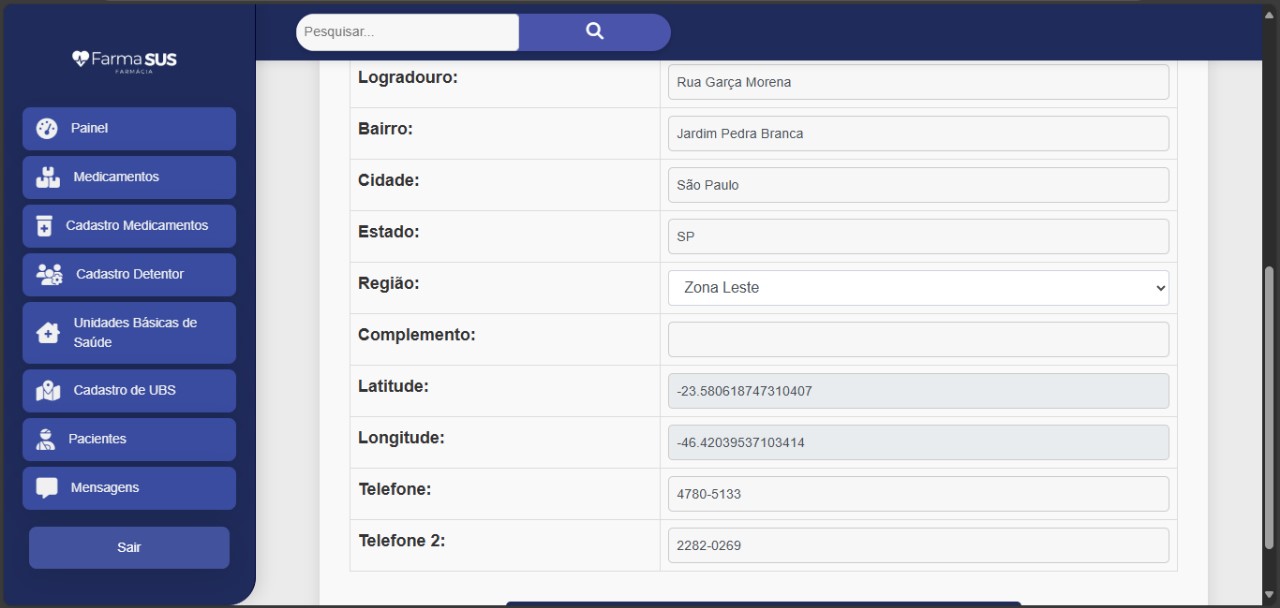 Farma SUS
FARMÁCIA
Pesquisar...
Painel
Medicamentos
Cadastro Medicamentos
Cadastro Detentor
Unidades Básicas de
Saúde
Cadastro de UBS
Pacientes
Mensagens
Sair
Logradouro: Rua Garça Morena
Bairro: Jardim Pedra Branca
Cidade: São Paulo
Estado: SP
Região: Zona Leste
Complemento:
Latitude: -23.580618747310407
Longitude: -46.42039537103414
Telefone: 4780-5133
Telefone 2: 2282-0269